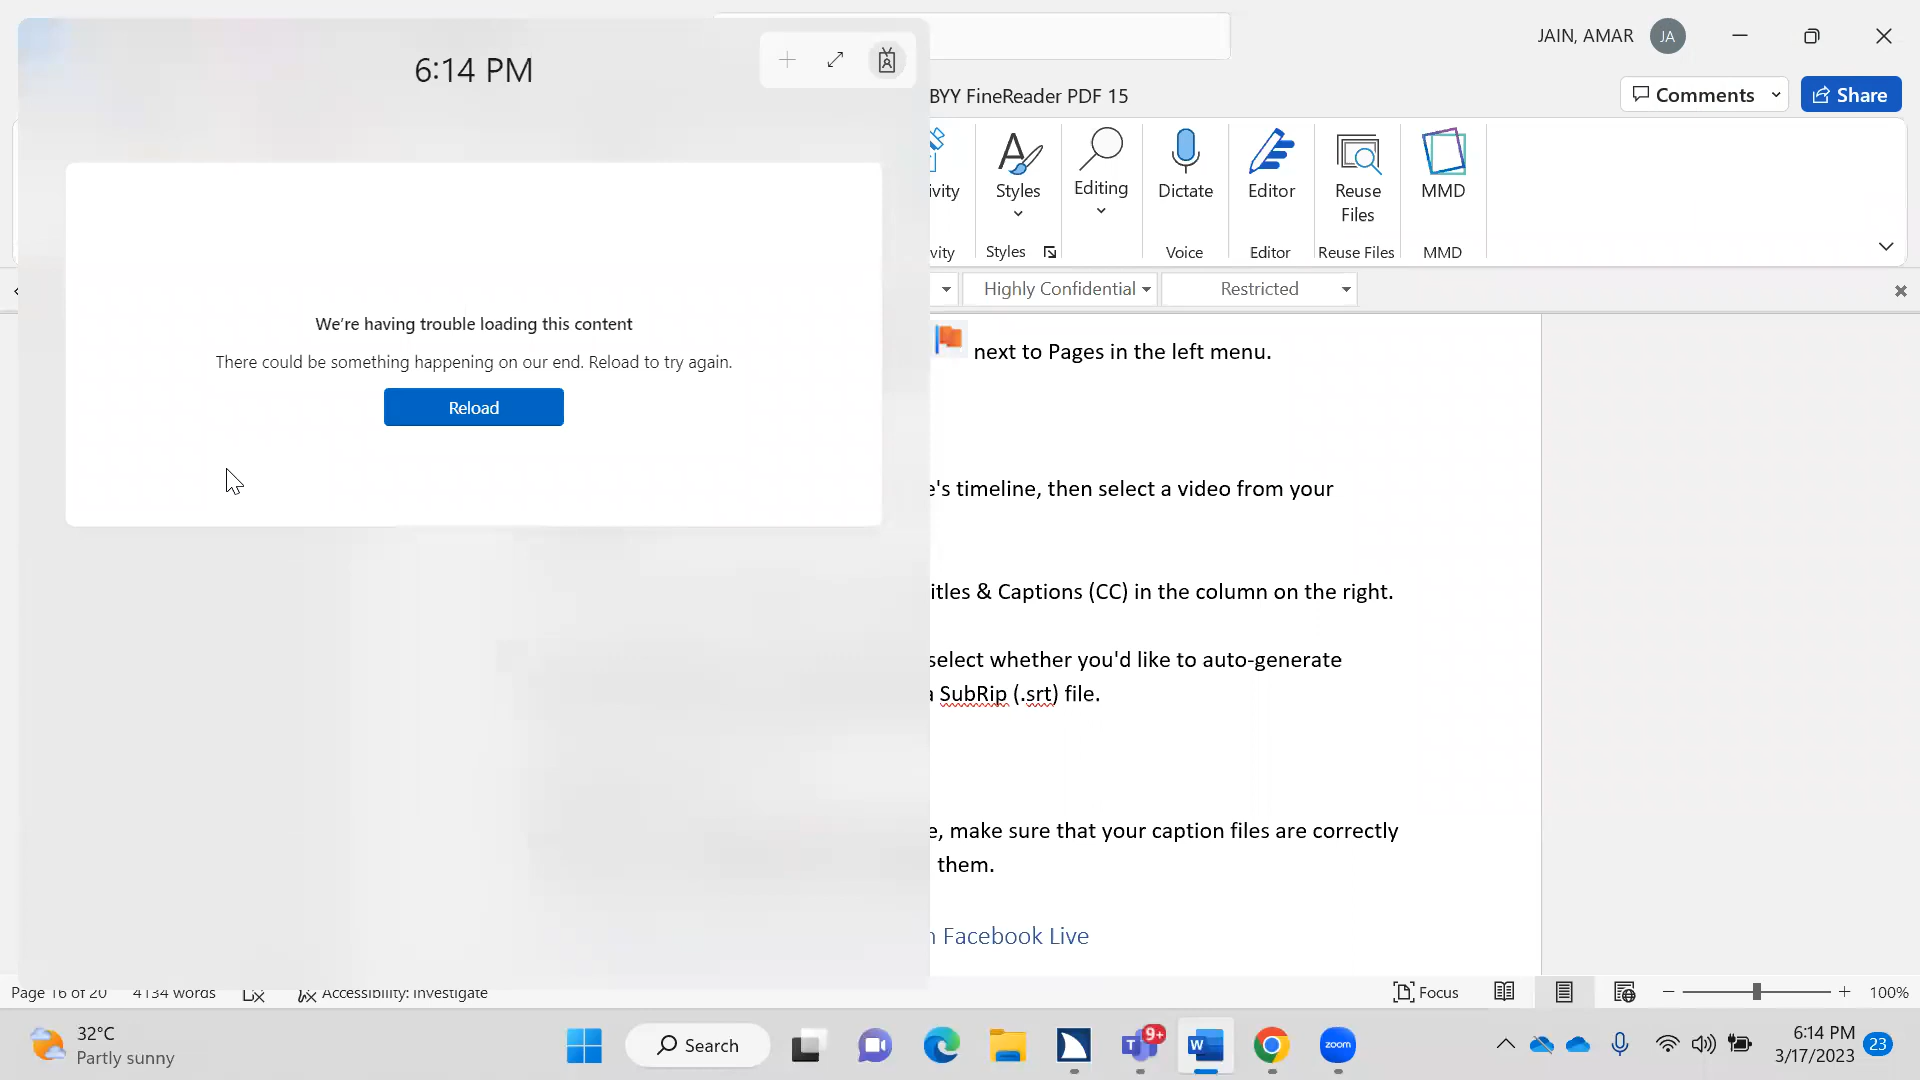 6:14 PM
JAIN, AMAR
JA
BYY FineReader PDF 15
Comments
Share
Styles
Editing
Dictate
Editor
Reuse
Files
MMD
ivity
vity
Styles
Voice
Editor
Reuse Files
MMD
Highly Confidential
Restricted
We're having trouble loading this content
There could be something happening on our end. Reload to try again.
Reload
next to Pages in the left menu.
e's timeline, then select a video from your
itles & Captions (CC) in the column on the right.
select whether you'd like to auto-generate
a SubRip (.srt) file.
e, make sure that your caption files are correctly
them.
n Facebook Live
Page 16 of 20
4134 words
Accessibility: Investigate
Focus
100%
32°C
Partly sunny
Search
T
9+
W
zoom
6:14 PM
3/17/2023
23